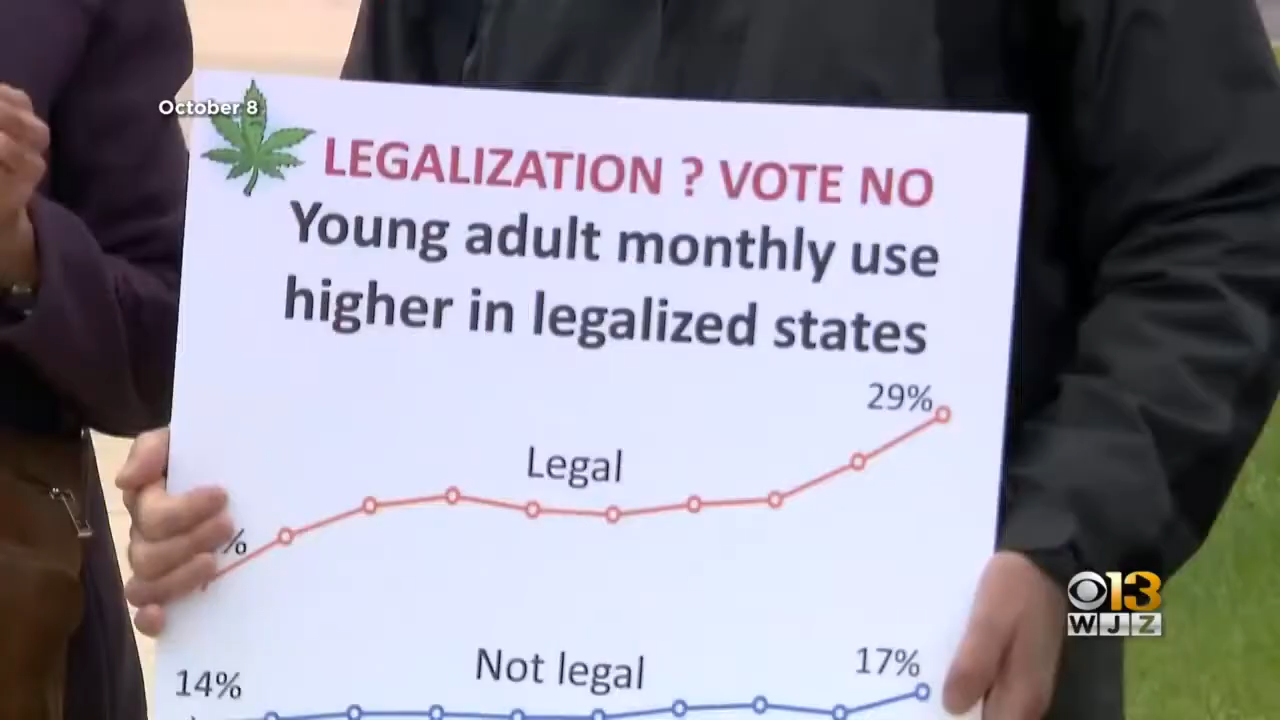 October 8
LEGALIZATION ? VOTE NO
Young adult monthly use
higher in legalized states
29%
Legal
%
Not legal
17%
14%
13
WJZ